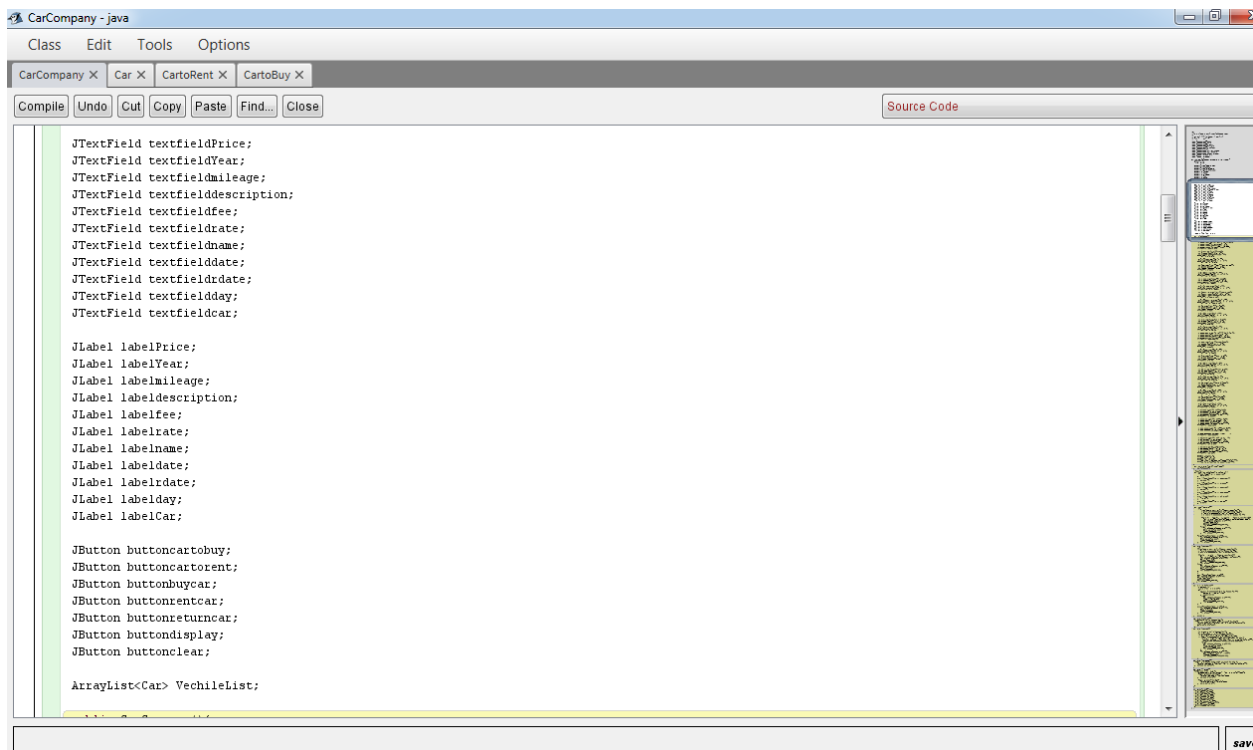 CarCompany - java
Class Edit Tools Options
CarCompany X Car X CartoRent X CartoBuy X
Compile Undo Cut Copy Paste Find... Close Source Code
JTextField textfieldPrice;
JTextField textfieldYear;
JTextField textfieldmileage;
JTextField textfielddescription;
JTextField textfieldfee;
JTextField textfieldrate;
JTextField textfieldname;
JTextField textfielddate;
JTextField textfieldrdate;
JTextField textfieldday;
JTextField textfieldcar;
JLabel labelPrice;
JLabel labelYear;
JLabel labelmileage;
JLabel labeldescription;
JLabel labelfee;
JLabel labelrate;
JLabel labelname;
JLabel labeldate;
JLabel labelrdate;
JLabel labelday;
JLabel labelCar;
JButton buttoncartobuy;
JButton buttoncartorent;
JButton buttonbuycar;
JButton buttonrentcar;
JButton buttonreturncar;
JButton buttondisplay;
JButton buttonclear;
ArrayList<Car> VechileList;